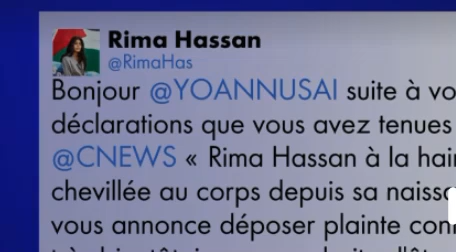 Rima Hassan
@RimaHas
Bonjour @YOANNUSAI suite à vo
déclarations que vous avez tenues
@CNEWS « Rima Hassan à la hai
chevillée au corps depuis sa naissa
vous annonce déposer plainte con